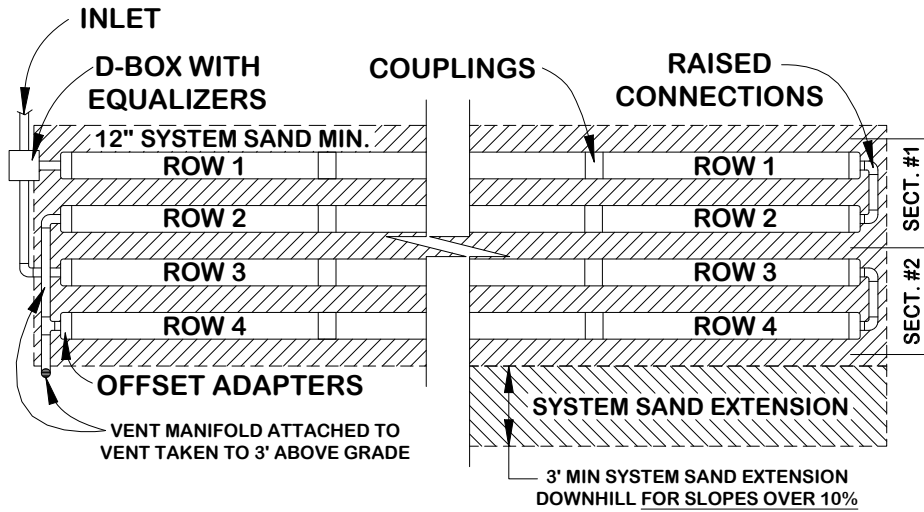 INLET
D-BOX WITH
EQUALIZERS
COUPLINGS
RAISED
CONNECTIONS
12" SYSTEM SAND MIN.
ROW 1
ROW 1
ROW 2
ROW 2
ROW 3
ROW 3
ROW 4
ROW 4
SECT. #1
SECT. #2
OFFSET ADAPTERS
VENT MANIFOLD ATTACHED TO
VENT TAKEN TO 3' ABOVE GRADE
SYSTEM SAND EXTENSION
3' MIN SYSTEM SAND EXTENSION
DOWNHILL FOR SLOPES OVER 10%